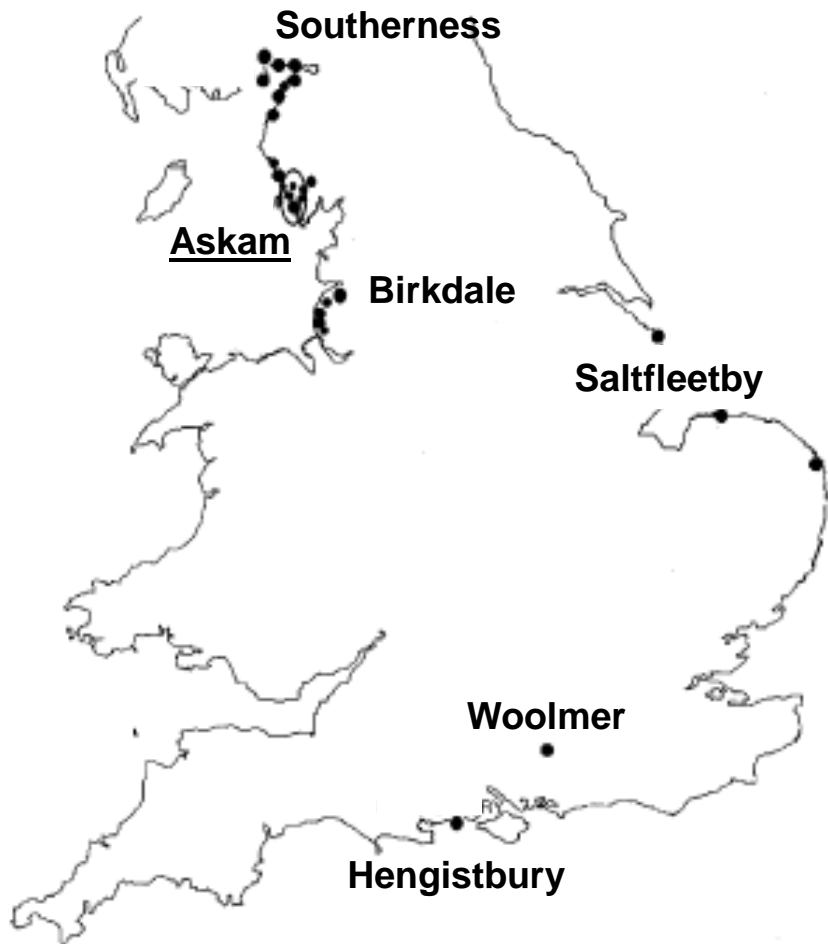 Southerness
Askam
Birkdale
Saltfleetby
Woolmer
Hengistbury